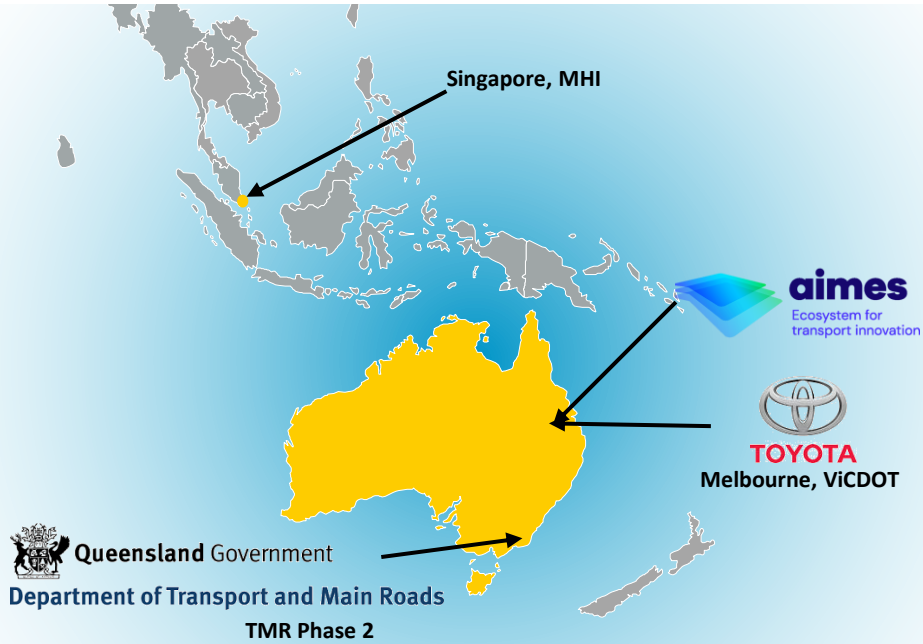 Singapore, MHI
aimes
Ecosystem for
transport innovation
TOYOTA
Melbourne, ViCDOT
Queensland Government
Department of Transport and Main Roads
TMR Phase 2